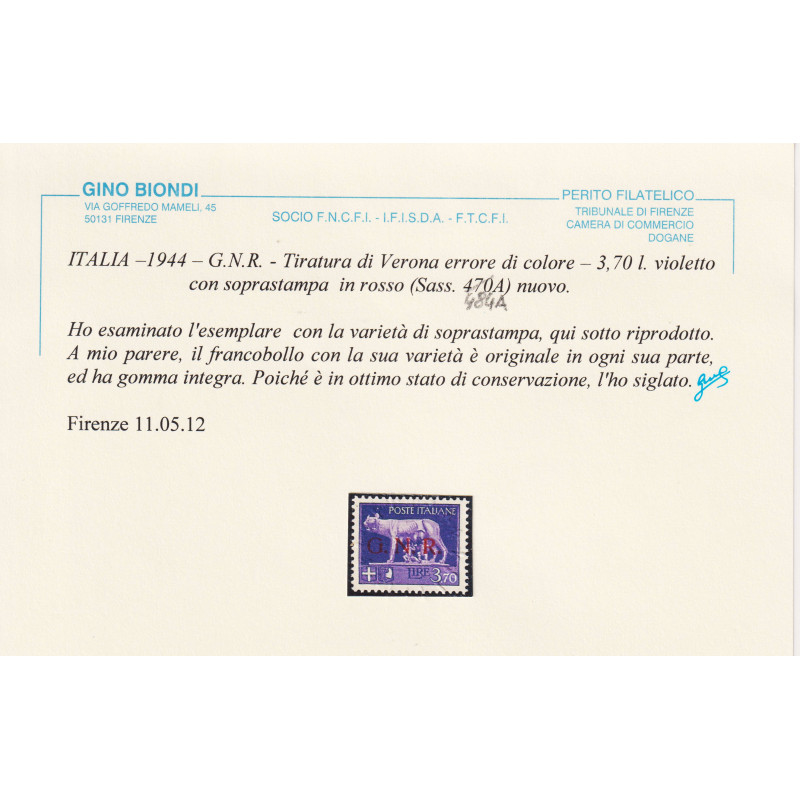 GINO BIONDI
VIA GOFFREDO MAMELI, 45
50131 FIRENZE
SOCIO F.N.C.F.I. - I.F.I.S.D.A. - F.T.C.F.I.
PERITO FILATELICO
TRIBUNALE DI FIRENZE
CAMERA DI COMMERCIO
DOGANE
ITALIA –1944 – G.N.R. - Tiratura di Verona errore di colore – 3,70 l. violetto
con soprastampa in rosso (Sass. 470A) nuovo.
484A
Ho esaminato l'esemplare con la varietà di soprastampa, qui sotto riprodotto.
A mio parere, il francobollo con la sua varietà è originale in ogni sua parte,
ed ha gomma integra. Poiché è in ottimo stato di conservazione, l'ho siglato.
Firenze 11.05.12
POSTE ITALIANE
G.N.R.
LIRE 3,70